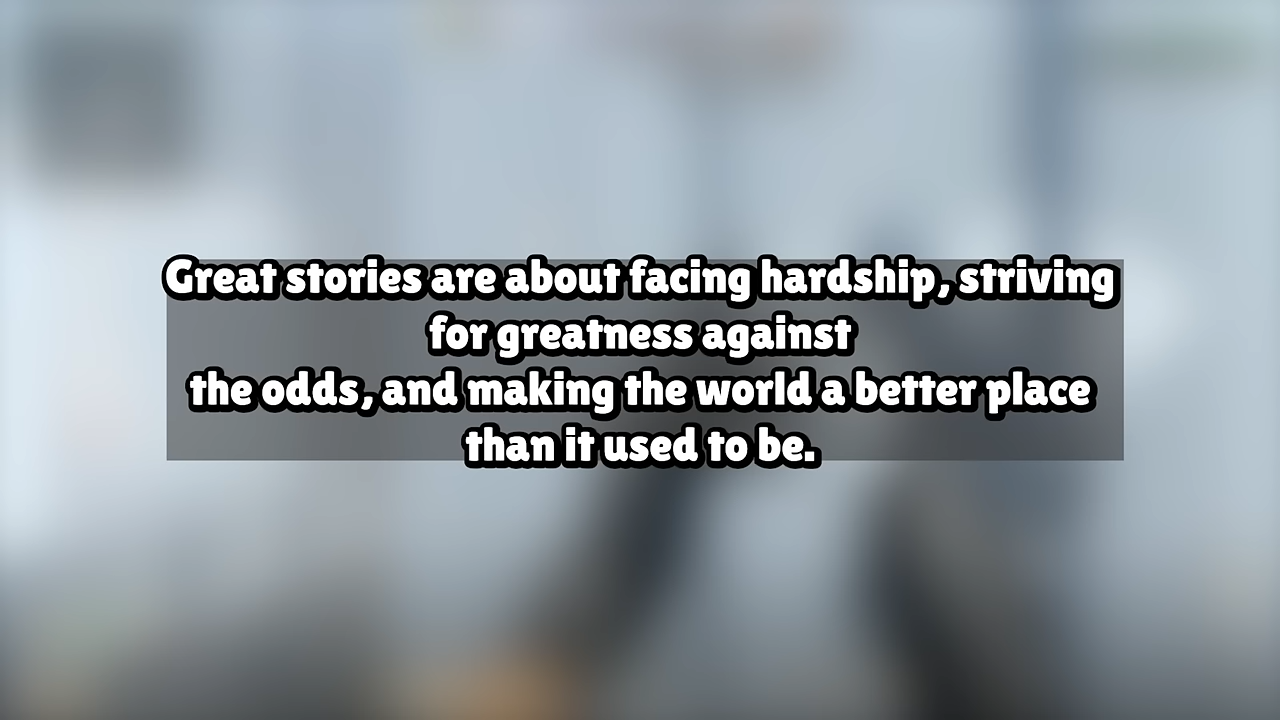 Great stories are about facing hardship, striving
for greatness against
the odds, and making the world a better place
than it used to be.